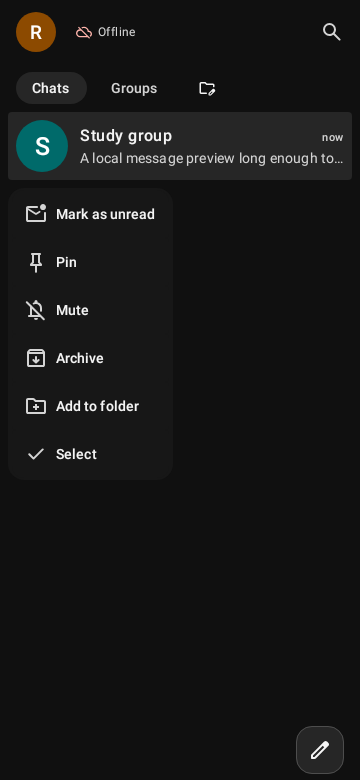 R
Offline
Chats
Groups
S
Study group
now
A local message preview long enough to…
Mark as unread
Pin
Mute
Archive
Add to folder
Select